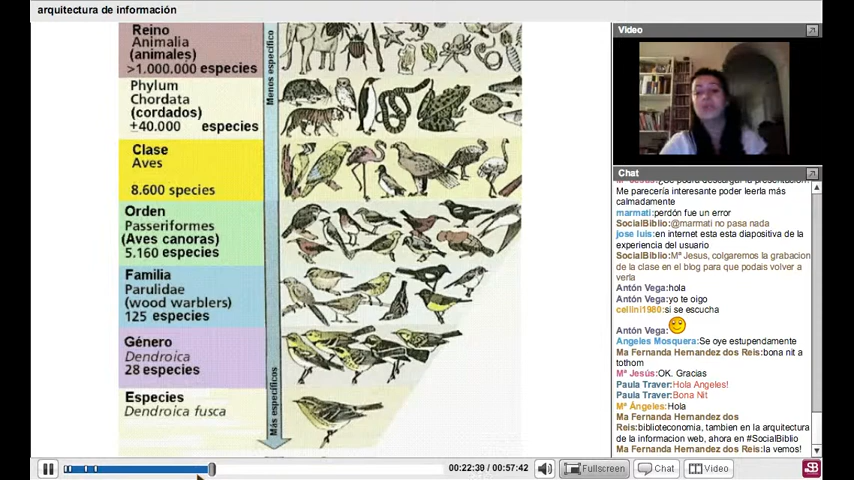 arquitectura de información
Reino
Animalia
(animales)
>1.000.000 especies
Phylum
Chordata
(cordados)
+40.000 especies
Clase
Aves
8.600 species
Orden
Passeriformes
(Aves canoras)
5.160 especies
Familia
Parulidae
(wood warblers)
125 especies
Género
Dendroica
28 especies
Especies
Dendroica fusca
Menos específico
Más específicos
Video
Chat
Me parecería interesante poder leerla más
calmadamente
marmati:perdón fue un error
SocialBiblio:@marmati no pasa nada
jose luis:en internet esta esta diapositiva de la
experiencia del usuario
SocialBiblio:Mª Jesus, colgaremos la grabacion
de la clase en el blog para que podais volver a
verla
Antón Vega:hola
Antón Vega:yo te oigo
cellini1980:si se escucha
Antón Vega:
Angeles Mosquera:Se oye estupendamente
Ma Fernanda Hernandez dos Reis:bona nit a
tothom
Mª Jesús:OK. Gracias
Paula Traver:Hola Angeles!
Paula Traver:Bona Nit
Mª Ángeles:Hola
Ma Fernanda Hernandez dos
Reis:biblioteconomia, tambien en la arquitectura
de la informacion web, ahora en #SocialBiblio
Ma Fernanda Hernandez dos Reis:la vemos!
00:22:39 / 00:57:42
Fullscreen
Chat
Video
SB